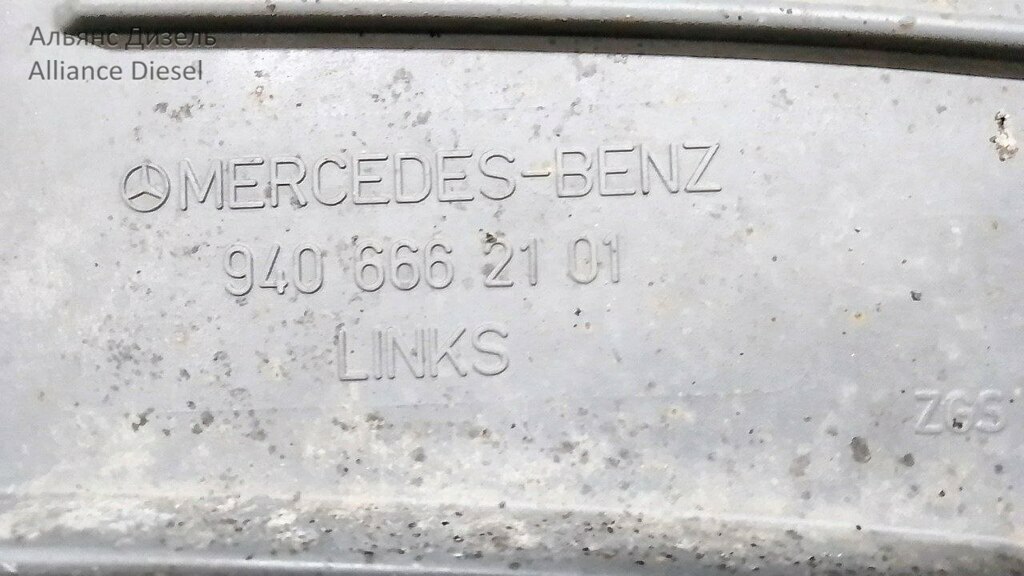 Альянс Дизель
Alliance Diesel
MERCEDES-BENZ
940 666 21 01
LINKS
ZGS